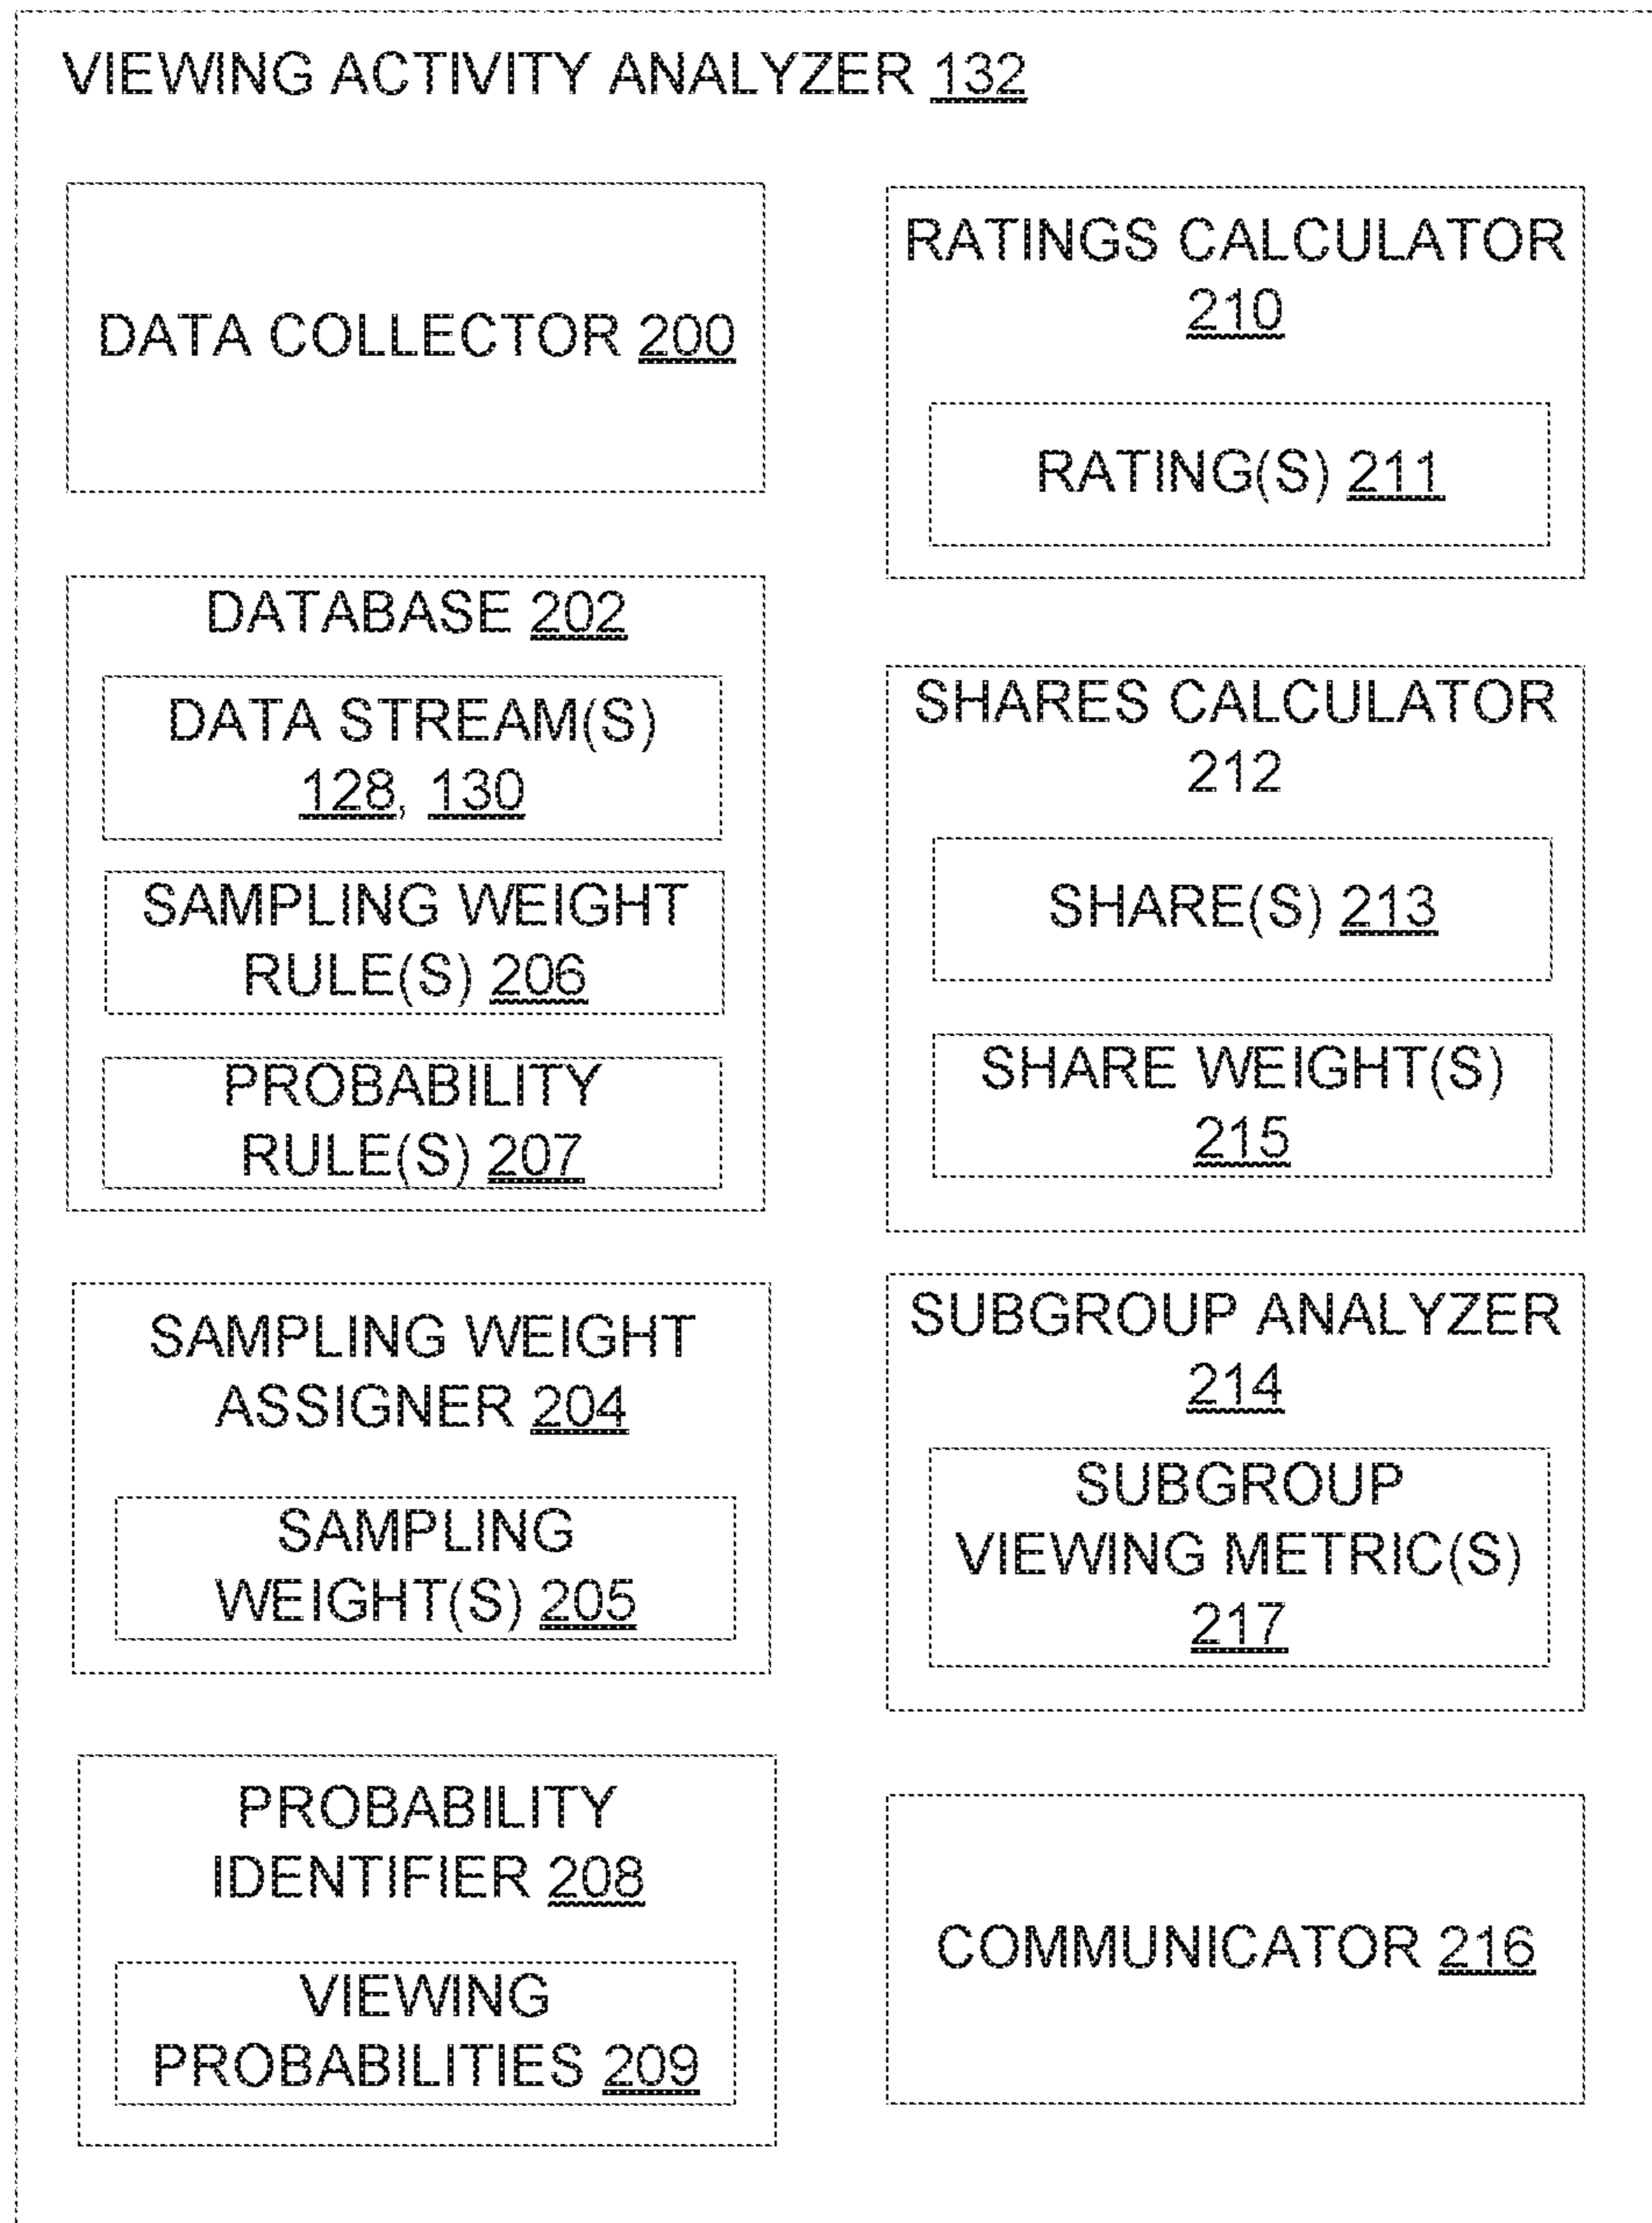 VIEWING ACTIVITY ANALYZER 132
DATA COLLECTOR 200
DATABASE 202
DATA STREAM(S)
128, 130
SAMPLING WEIGHT
RULE(S) 206
PROBABILITY
RULE(S) 207
SAMPLING WEIGHT
ASSIGNER 204
SAMPLING
WEIGHT(S) 205
PROBABILITY
IDENTIFIER 208
VIEWING
PROBABILITIES 209
RATINGS CALCULATOR
210
RATING(S) 211
SHARES CALCULATOR
212
SHARE(S) 213
SHARE WEIGHT(S)
215
SUBGROUP ANALYZER
214
SUBGROUP
VIEWING METRIC(S)
217
COMMUNICATOR 216